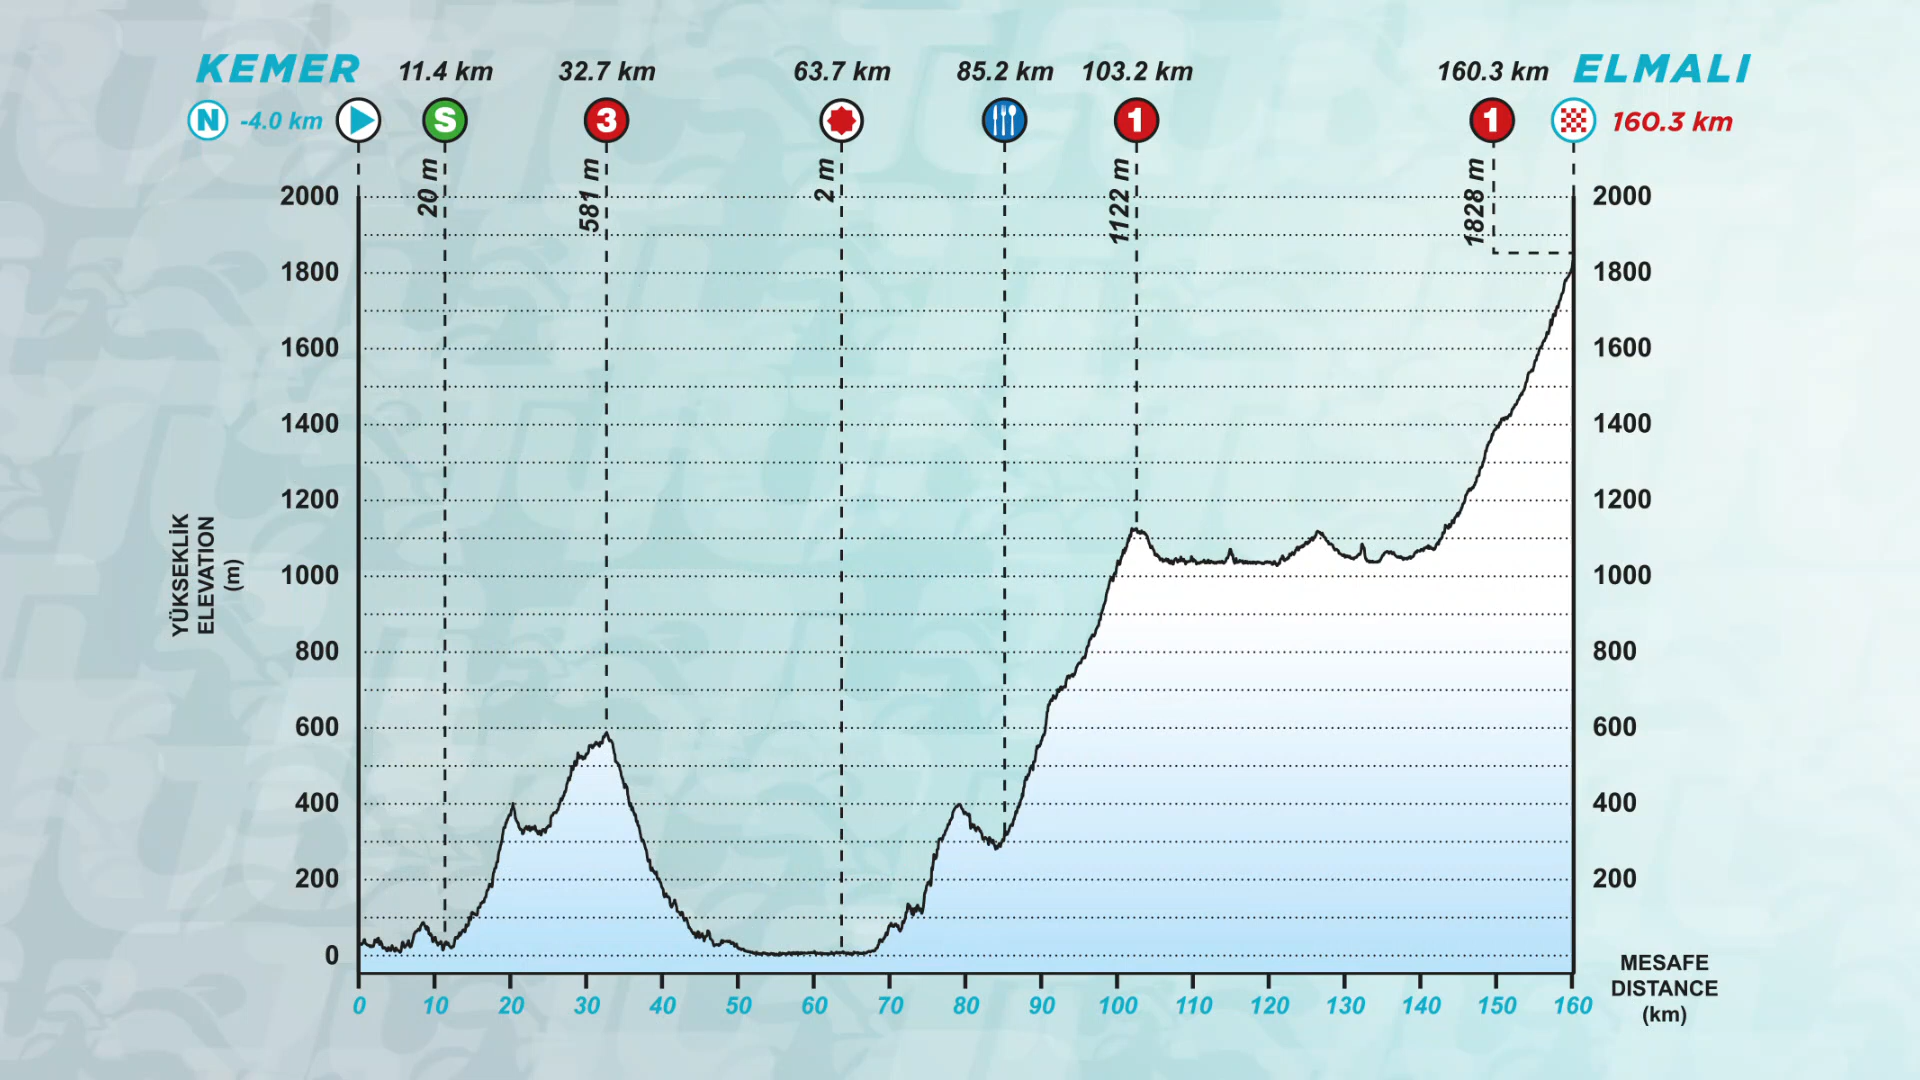 KEMER 11.4 km 32.7 km 63.7 km 85.2 km 103.2 km 160.3 km ELMALI
N -4.0 km S 3 1 1 160.3 km
20 m 581 m 2 m 1122 m 1828 m
2000 2000
1800 1800
1600 1600
1400 1400
1200 1200
1000 1000
800 800
600 600
400 400
200 200
0
YÜKSEKLİK
ELEVATION
(m)
0 10 20 30 40 50 60 70 80 90 100 110 120 130 140 150 160
MESAFE
DISTANCE
(km)